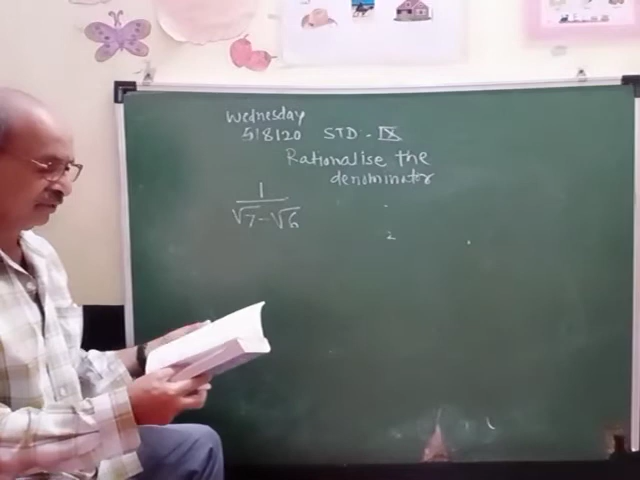 Wednesday
5/8/20 STD - IX
Rationalise the
denominator
1
√7 - √6